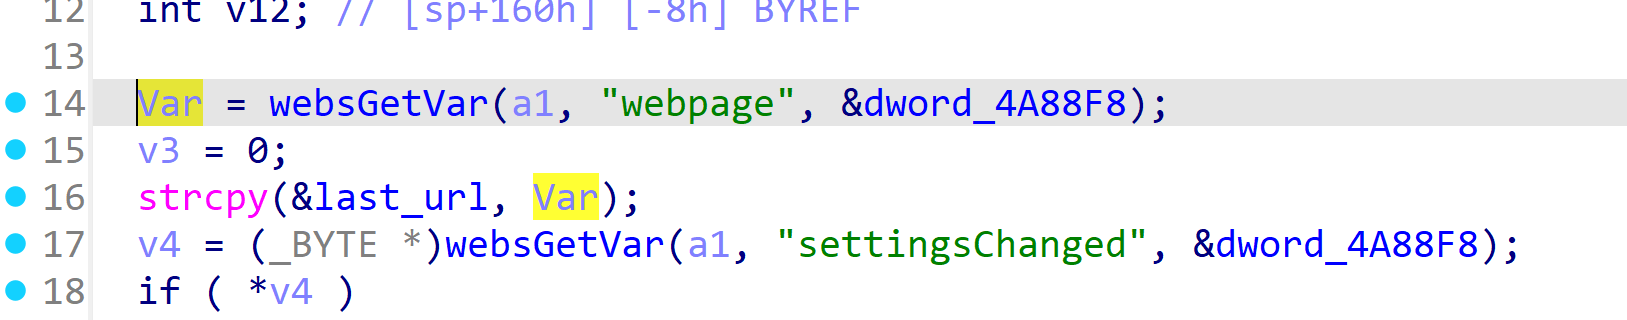 12 int v12; // [sp+160h] [-8h] BYREF
13
14 Var = websGetVar(a1, "webpage", &dword_4A88F8);
15 v3 = 0;
16 strcpy(&last_url, Var);
17 v4 = (_BYTE *)websGetVar(a1, "settingsChanged", &dword_4A88F8);
18 if ( *v4 )